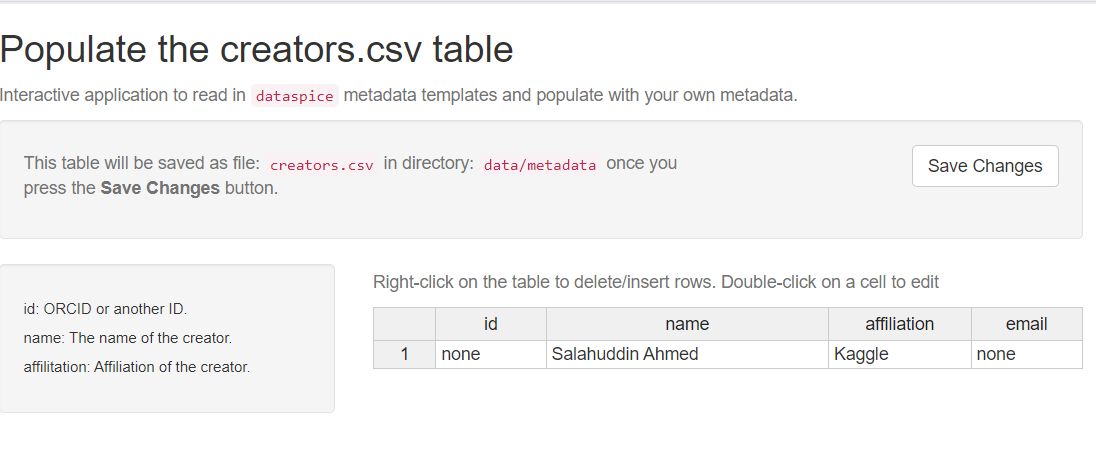 Populate the creators.csv table
Interactive application to read in dataspice metadata templates and populate with your own metadata.
This table will be saved as file: creators.csv in directory: data/metadata once you
press the Save Changes button.
Save Changes
id: ORCID or another ID.
name: The name of the creator.
affilitation: Affiliation of the creator.
Right-click on the table to delete/insert rows. Double-click on a cell to edit
id name affiliation email
1 none Salahuddin Ahmed Kaggle none